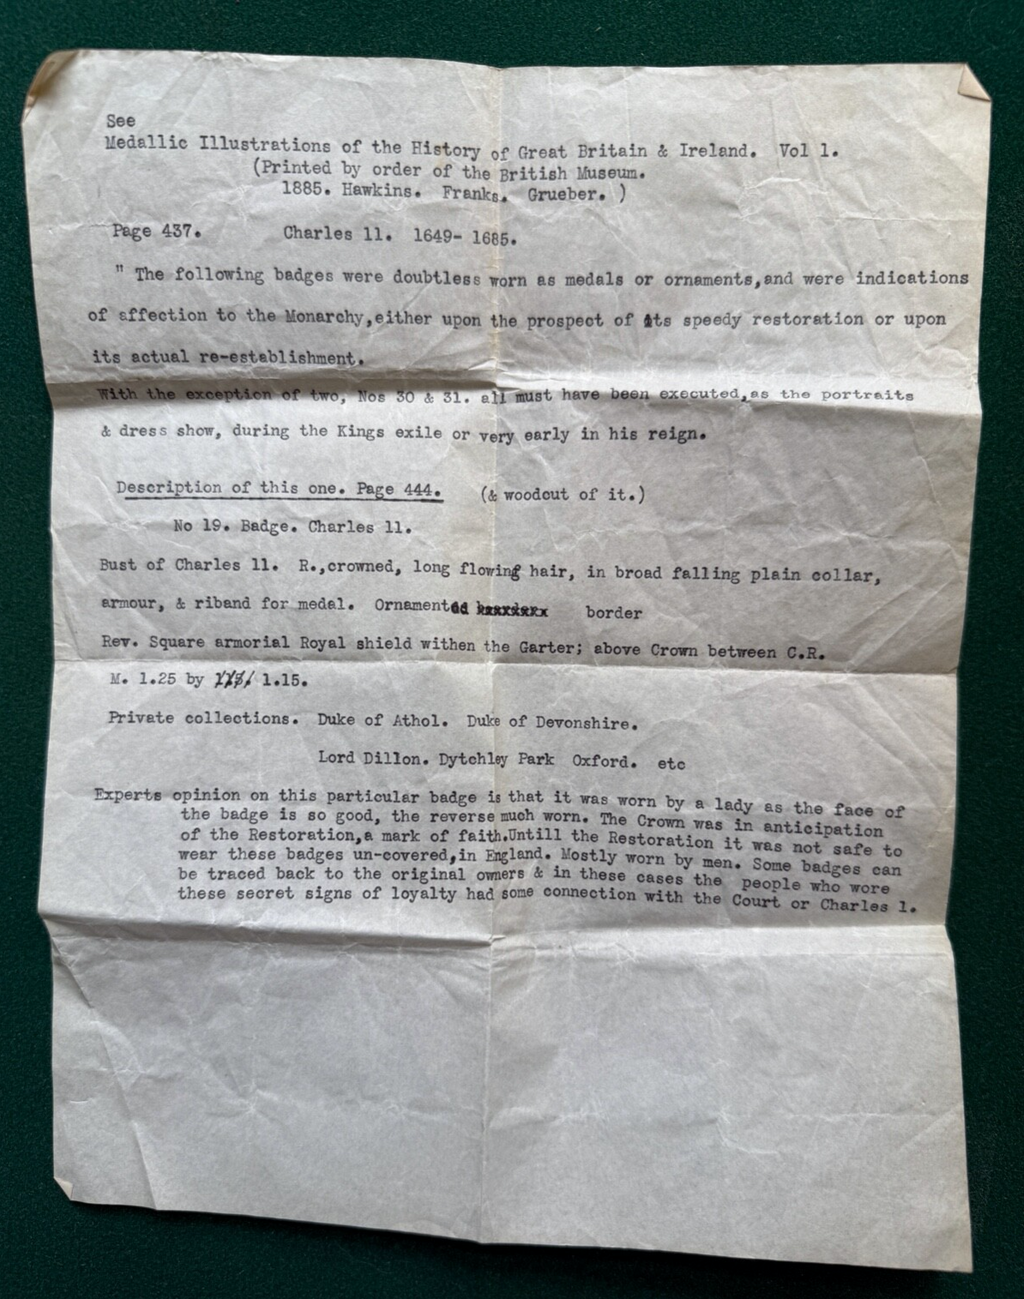 See
Medallic Illustrations of the History of Great Britain & Ireland. Vol 1.
(Printed by order of the British Museum.
1885. Hawkins. Franks. Grueber. )
Page 437. Charles 11. 1649- 1685.
" The following badges were doubtless worn as medals or ornaments,and were indications
of affection to the Monarchy,either upon the prospect of its speedy restoration or upon
its actual re-establishment.
With the exception of two, Nos 30 & 31. all must have been executed,as the portraits
& dress show, during the Kings exile or very early in his reign.
Description of this one. Page 444. (& woodcut of it.)
No 19. Badge. Charles 11.
Bust of Charles 11. R.,crowned, long flowing hair, in broad falling plain collar,
armour, & riband for medal. Ornamented border
Rev. Square armorial Royal shield withen the Garter; above Crown between C.R.
M. 1.25 by 1.15.
Private collections. Duke of Athol. Duke of Devonshire.
Lord Dillon. Dytchley Park Oxford. etc
Experts opinion on this particular badge is that it was worn by a lady as the face of
the badge is so good, the reverse much worn. The Crown was in anticipation
of the Restoration,a mark of faith.Untill the Restoration it was not safe to
wear these badges un-covered,in England. Mostly worn by men. Some badges can
be traced back to the original owners & in these cases the people who wore
these secret signs of loyalty had some connection with the Court or Charles 1.